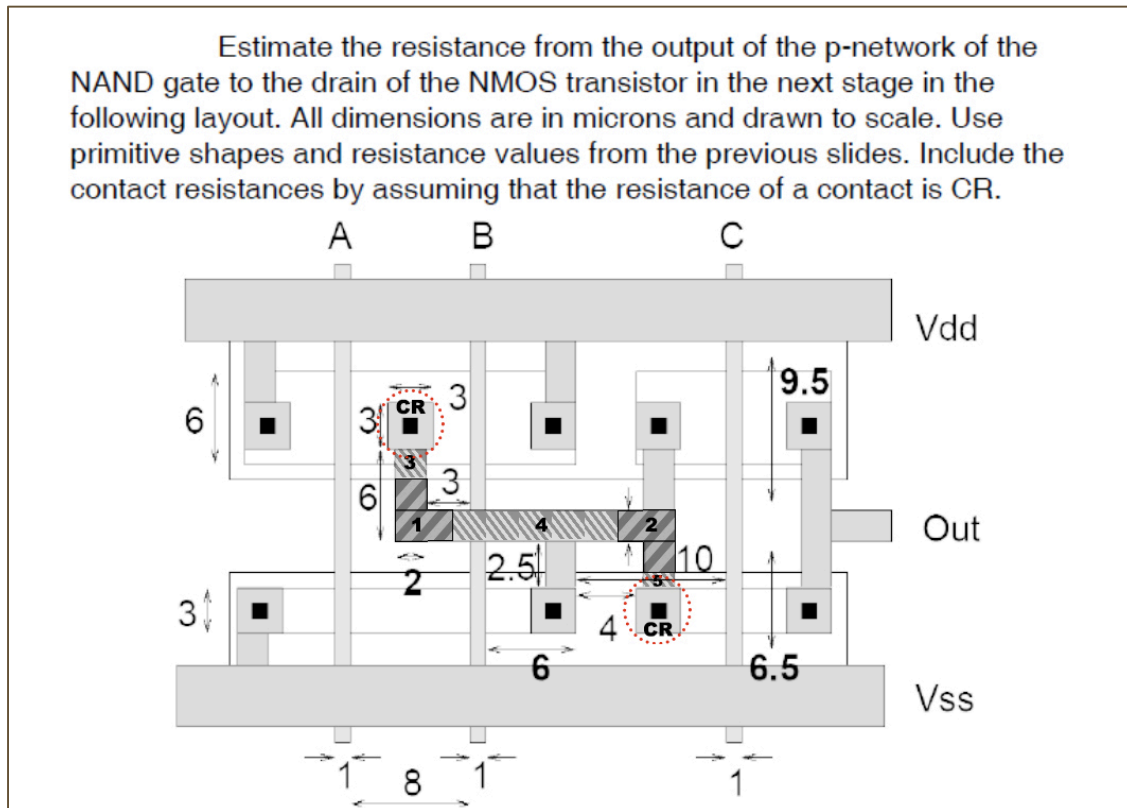 Estimate the resistance from the output of the p-network of the
NAND gate to the drain of the NMOS transistor in the next stage in the
following layout. All dimensions are in microns and drawn to scale. Use
primitive shapes and resistance values from the previous slides. Include the
contact resistances by assuming that the resistance of a contact is CR.
A B C
Vdd
9.5
3
CR
6 3
3
6 3
1 4 2
Out
2.5 10
2
5
3
4
CR
6 6.5
Vss
1 1 1
8